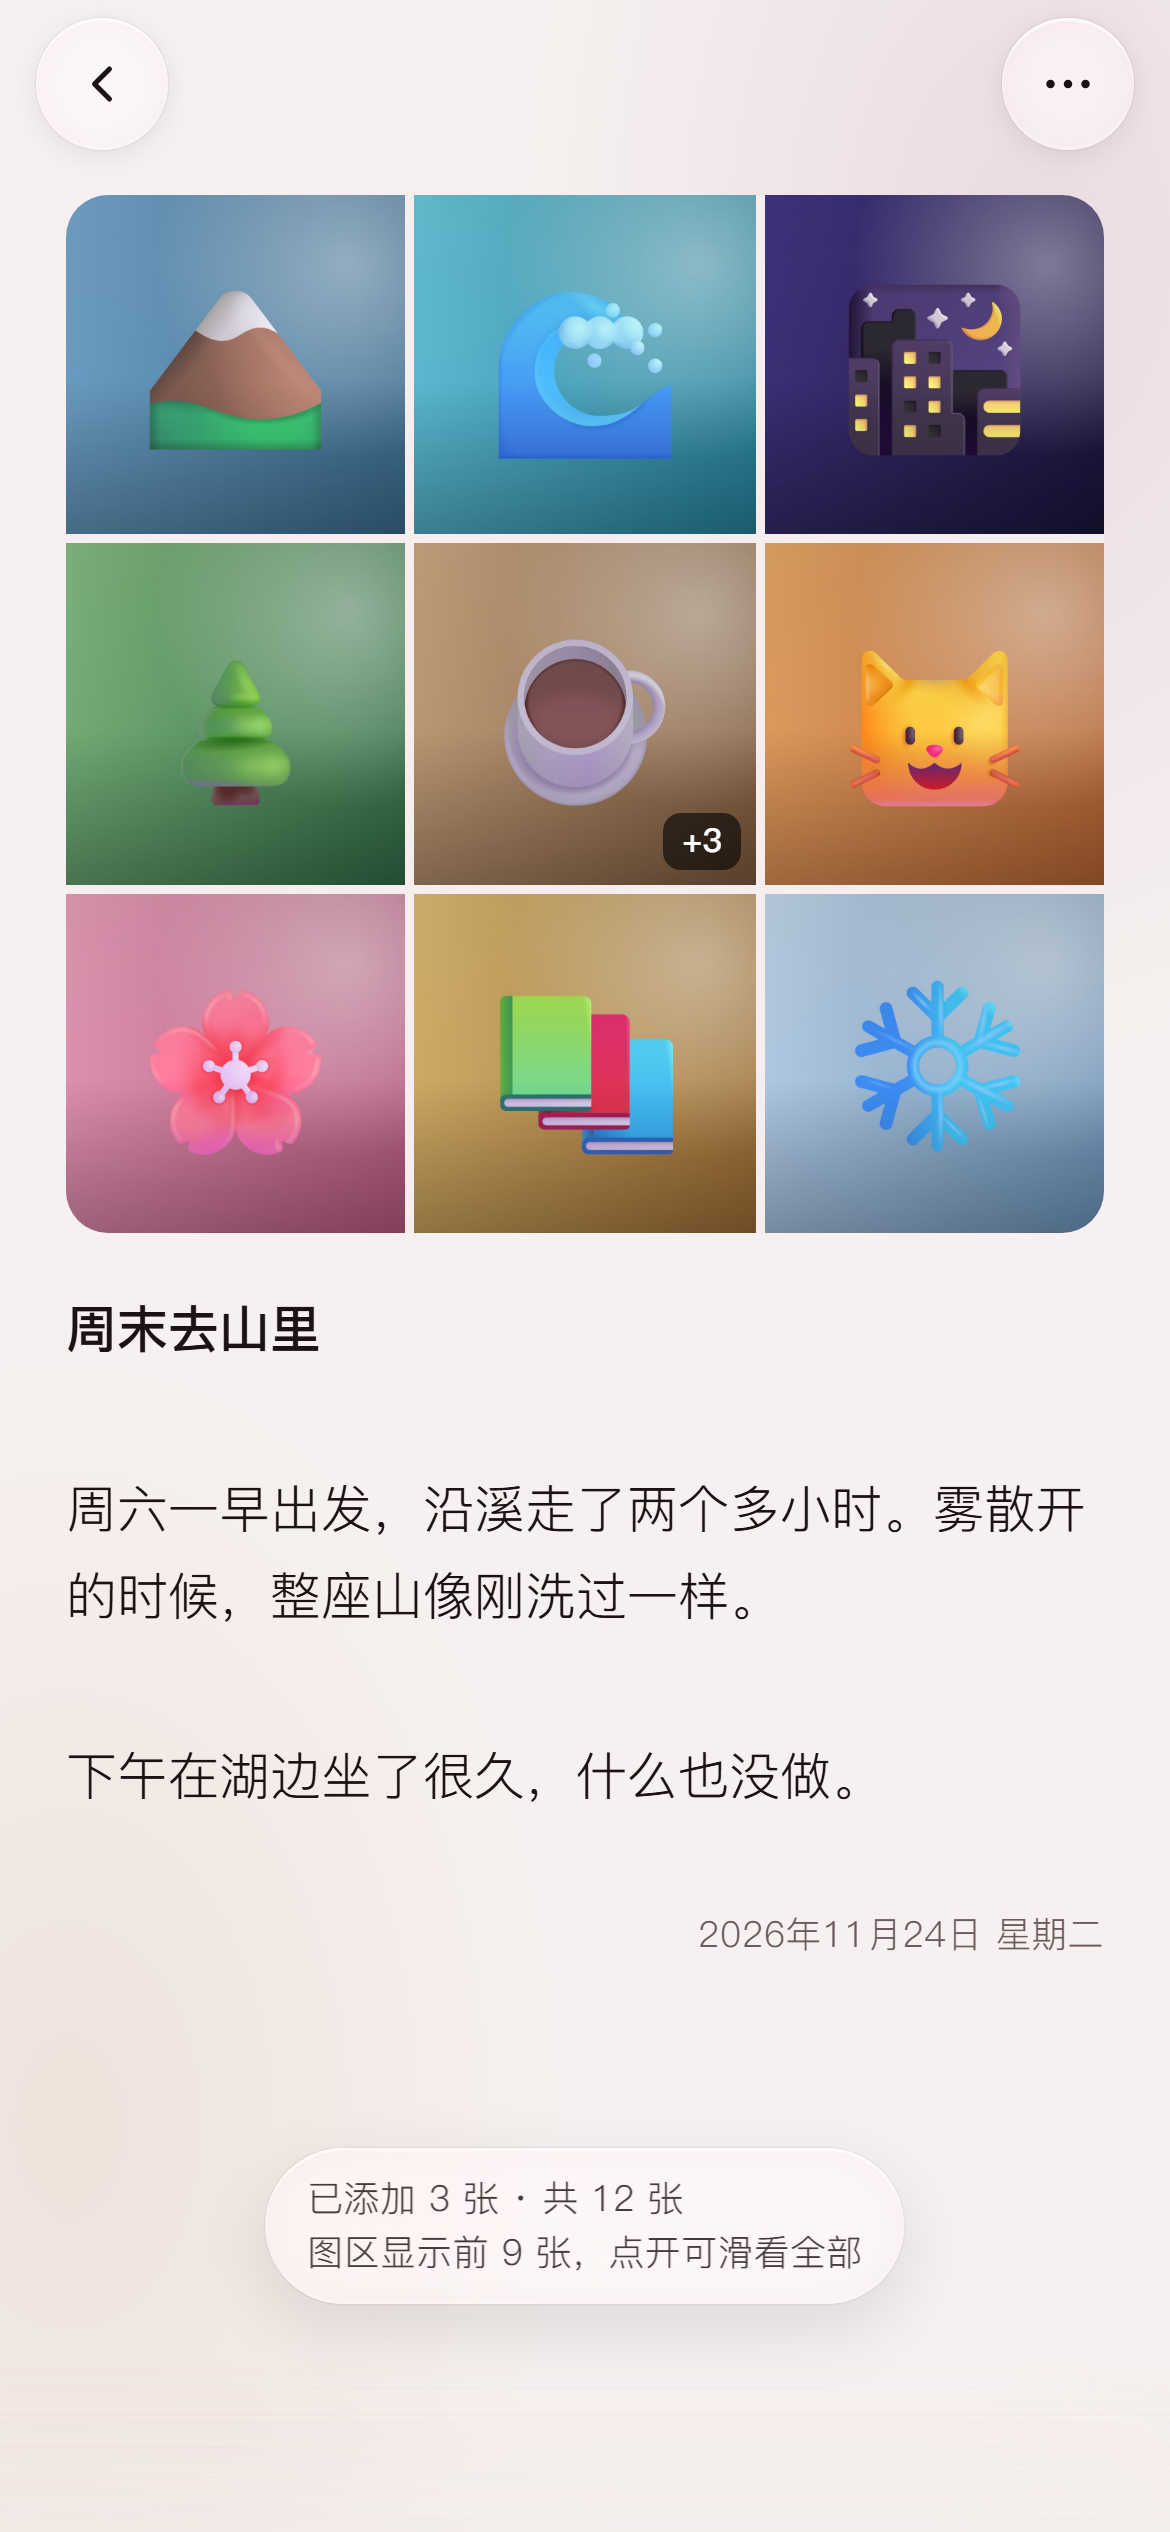 +3
周末去山里
周六一早出发，沿溪走了两个多小时。雾散开
的时候，整座山像刚洗过一样。
下午在湖边坐了很久，什么也没做。
2026年11月24日 星期二
已添加 3 张 · 共 12 张
图区显示前 9 张，点开可滑看全部